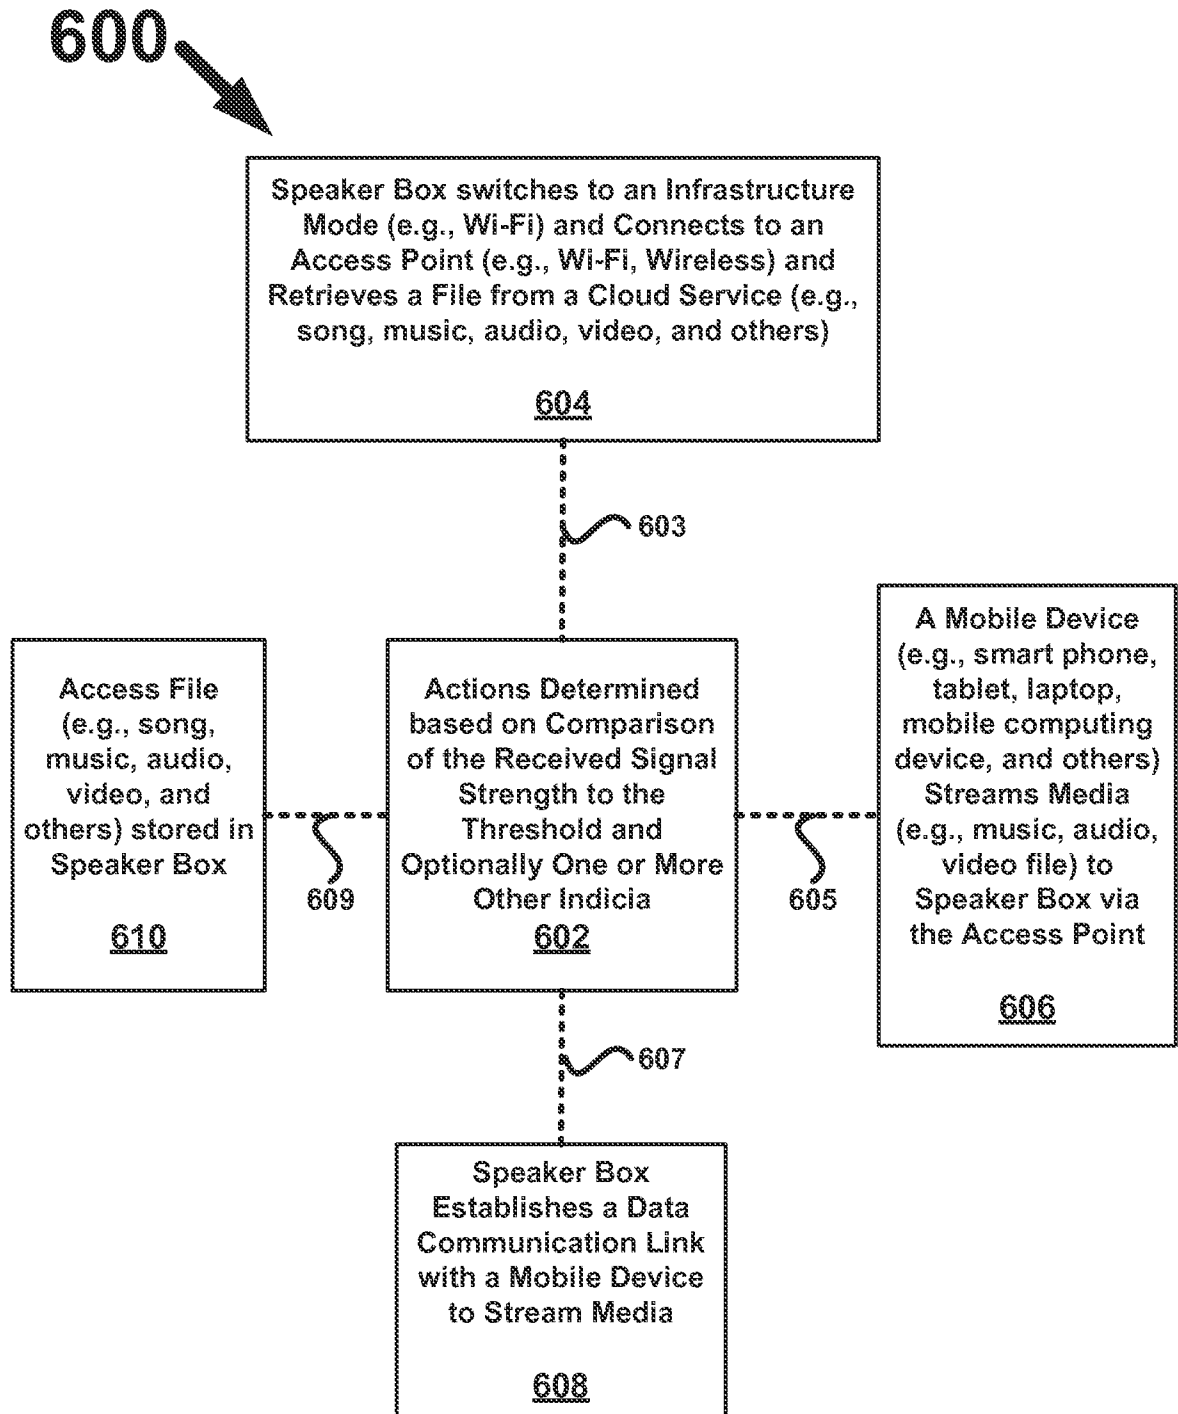 600
Speaker Box switches to an Infrastructure
Mode (e.g., Wi-Fi) and Connects to an
Access Point (e.g., Wi-Fi, Wireless) and
Retrieves a File from a Cloud Service (e.g.,
song, music, audio, video, and others)
604
603
Access File
(e.g., song,
music, audio,
video, and
others) stored in
Speaker Box
610
609
Actions Determined
based on Comparison
of the Received Signal
Strength to the
Threshold and
Optionally One or More
Other Indicia
602
605
A Mobile Device
(e.g., smart phone,
tablet, laptop,
mobile computing
device, and others)
Streams Media
(e.g., music, audio,
video file) to
Speaker Box via
the Access Point
606
607
Speaker Box
Establishes a Data
Communication Link
with a Mobile Device
to Stream Media
608